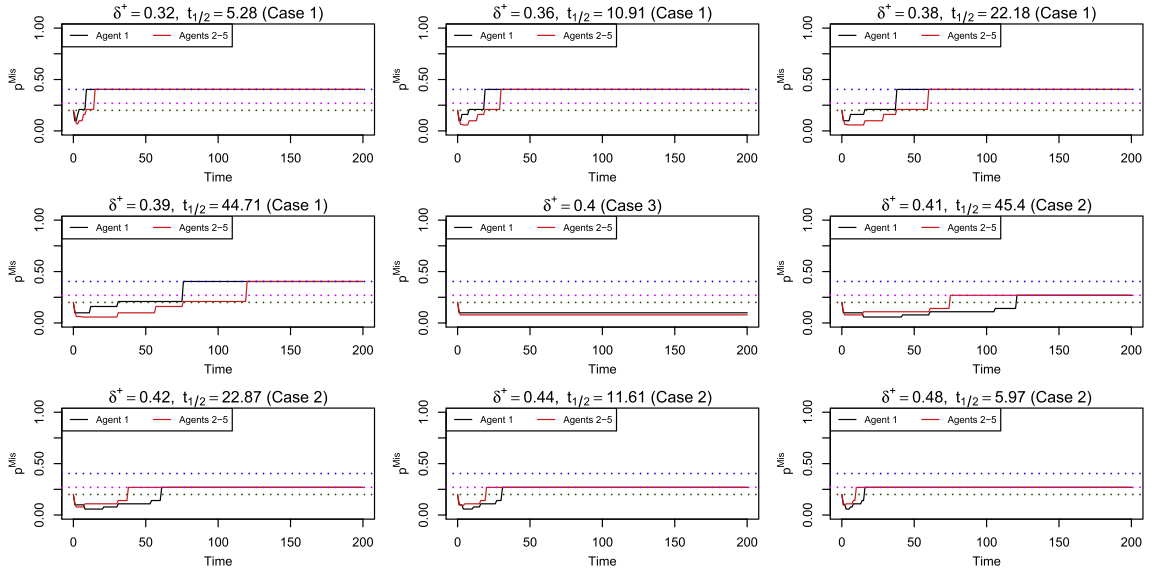 δ⁺ = 0.32, t₁/₂ = 5.28 (Case 1)
Agent 1 Agents 2−5
pᴹⁱˢ
0.00 0.50 1.00
0 50 100 150 200
Time
δ⁺ = 0.36, t₁/₂ = 10.91 (Case 1)
Agent 1 Agents 2−5
pᴹⁱˢ
0.00 0.50 1.00
0 50 100 150 200
Time
δ⁺ = 0.38, t₁/₂ = 22.18 (Case 1)
Agent 1 Agents 2−5
pᴹⁱˢ
0.00 0.50 1.00
0 50 100 150 200
Time
δ⁺ = 0.39, t₁/₂ = 44.71 (Case 1)
Agent 1 Agents 2−5
pᴹⁱˢ
0.00 0.50 1.00
0 50 100 150 200
Time
δ⁺ = 0.4 (Case 3)
Agent 1 Agents 2−5
pᴹⁱˢ
0.00 0.50 1.00
0 50 100 150 200
Time
δ⁺ = 0.41, t₁/₂ = 45.4 (Case 2)
Agent 1 Agents 2−5
pᴹⁱˢ
0.00 0.50 1.00
0 50 100 150 200
Time
δ⁺ = 0.42, t₁/₂ = 22.87 (Case 2)
Agent 1 Agents 2−5
pᴹⁱˢ
0.00 0.50 1.00
0 50 100 150 200
Time
δ⁺ = 0.44, t₁/₂ = 11.61 (Case 2)
Agent 1 Agents 2−5
pᴹⁱˢ
0.00 0.50 1.00
0 50 100 150 200
Time
δ⁺ = 0.48, t₁/₂ = 5.97 (Case 2)
Agent 1 Agents 2−5
pᴹⁱˢ
0.00 0.50 1.00
0 50 100 150 200
Time